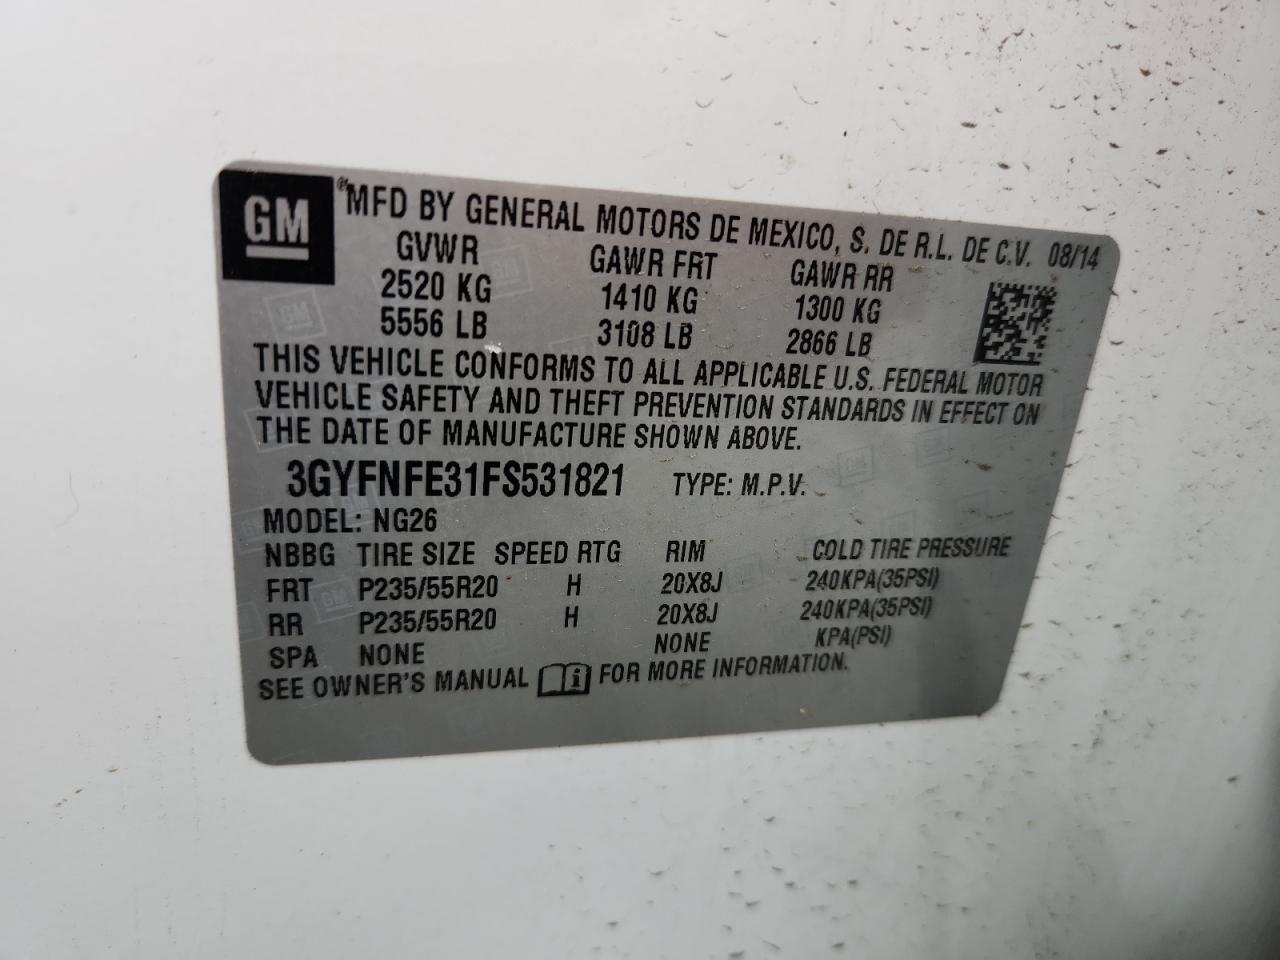 GM
MFD BY GENERAL MOTORS DE MEXICO, S. DE R.L. DE C.V. 08/14
GVWR GAWR FRT GAWR RR
2520 KG 1410 KG 1300 KG
5556 LB 3108 LB 2866 LB
THIS VEHICLE CONFORMS TO ALL APPLICABLE U.S. FEDERAL MOTOR
VEHICLE SAFETY AND THEFT PREVENTION STANDARDS IN EFFECT ON
THE DATE OF MANUFACTURE SHOWN ABOVE.
3GYFNFE31FS531821 TYPE: M.P.V.
MODEL: NG26
NBBG TIRE SIZE SPEED RTG RIM COLD TIRE PRESSURE
FRT P235/55R20 H 20X8J 240KPA(35PSI)
RR P235/55R20 H 20X8J 240KPA(35PSI)
SPA NONE NONE KPA(PSI)
SEE OWNER'S MANUAL i FOR MORE INFORMATION.